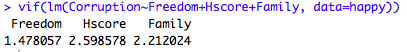 > vif(lm(Corruption~Freedom+Hscore+Family, data=happy))
Freedom Hscore Family
1.478057 2.598578 2.212024